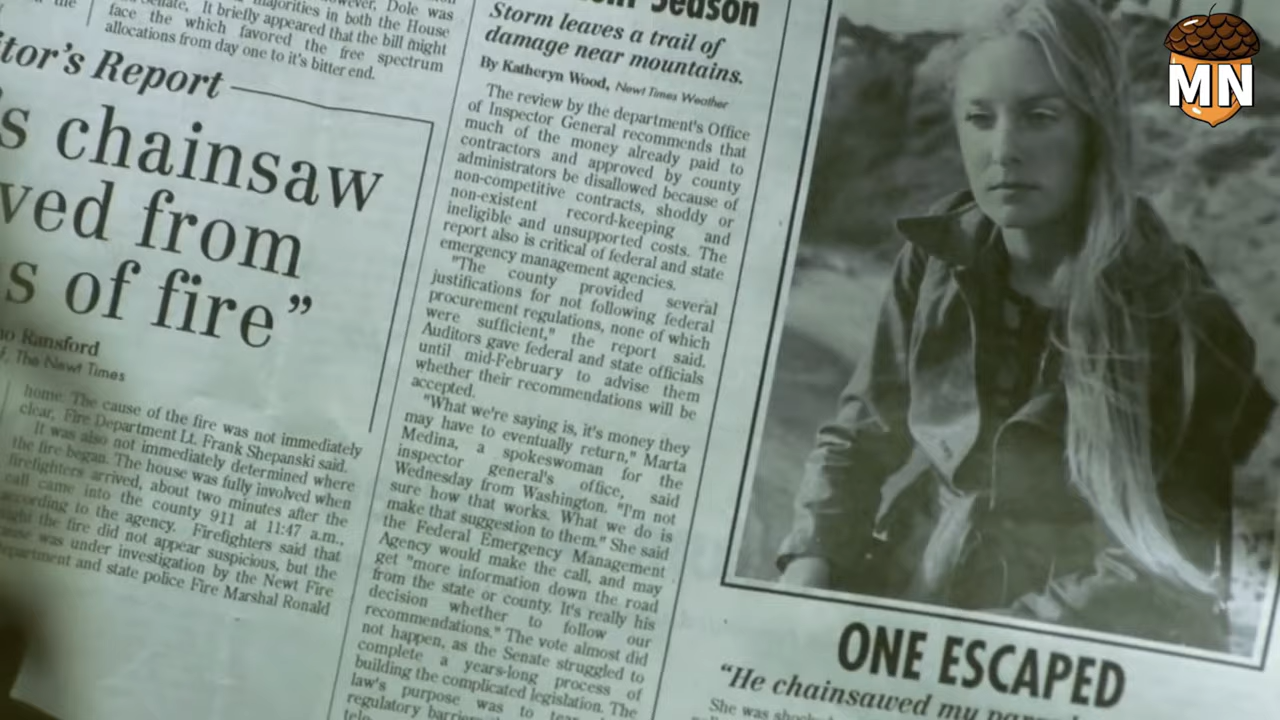 However, Dole was
Senate, majorities in both the House
the It briefly appeared that the bill might
face the which favored the free spectrum
allocations from day one to it's bitter end.
tor's Report
s chainsaw
ved from
s of fire"
Ransford
The Newt Times
home. The cause of the fire was not immediately
clear, Fire Department Lt. Frank Shepanski said.
It was also not immediately determined where
the fire began. The house was fully involved when
firefighters arrived, about two minutes after the
call came into the county 911 at 11:47 a.m.,
according to the agency. Firefighters said that
the fire did not appear suspicious, but the
was under investigation by the Newt Fire
and state police Fire Marshal Ronald
Season
Storm leaves a trail of
damage near mountains.
By Katheryn Wood, Newt Times Weather
The review by the department's Office
of Inspector General recommends that
much of the money already paid to
contractors and approved by county
administrators be disallowed because of
non-competitive contracts, shoddy or
non-existent record-keeping and
ineligible and unsupported costs. The
report also is critical of federal and state
emergency management agencies.
"The county provided several
justifications for not following federal
procurement regulations, none of which
were sufficient," the report said.
Auditors gave federal and state officials
until mid-February to advise them
whether their recommendations will be
accepted.
"What we're saying is, it's money they
may have to eventually return," Marta
Medina, a spokeswoman for the
inspector general's office, said
Wednesday from Washington. "I'm not
sure how that works. What we do is
make that suggestion to them." She said
the Federal Emergency Management
Agency would make the call, and may
get "more information down the road
from the state or county. It's really his
decision whether to follow our
recommendations." The vote almost did
not happen, as the Senate struggled to
complete a years-long process of
building the complicated legislation. The
law's purpose was to
regulatory
MN
ONE ESCAPED
"He chainsawed my
She was